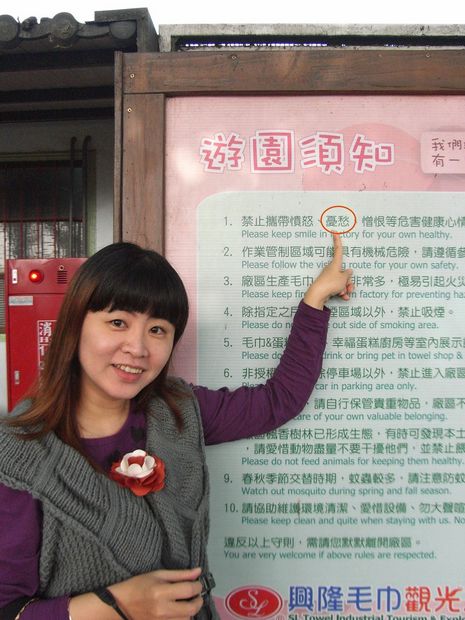 遊園須知
我們
有一
1. 禁止攜帶憤怒、憂愁、憎恨等危害健康心情
Please keep smile in factory for your own healthy.
2. 作業管制區域可能具有機械危險，請遵循參
Please follow the visiting route for your own safety.
3. 廠區生產毛巾 非常多，極易引起火災
Please keep s farm factory for preventing ha
4. 除指定之 煙區域以外，禁止吸煙。
Please do no out side of smoking area.
5. 毛巾&蛋糕 、幸福蛋糕廚房等室內展示
Please do drink or bring pet in towel shop &
6. 非授權 除停車場以外，禁止進入廠區
car in parking area only.
，請自行保管貴重物品，廠區不
care of your own valuable belonging.
楓香樹林已形成生態，有時可發現本土
，請愛惜動物盡量不要干擾他們，並禁止餵
Please do not feed animals for keeping them healthy.
9. 春秋季節交替時期，蚊蟲較多，請注意防蚊
Watch out mosquito during spring and fall season.
10. 請協助維護環境清潔、愛惜設備、勿大聲喧
Please keep clean and quite when staying with us. No
違反以上守則，需請您默默離開廠區。
You are very welcome if above rules are respected.
消
SL 興隆毛巾觀光
SL Towel Industrial Tourism & Explo